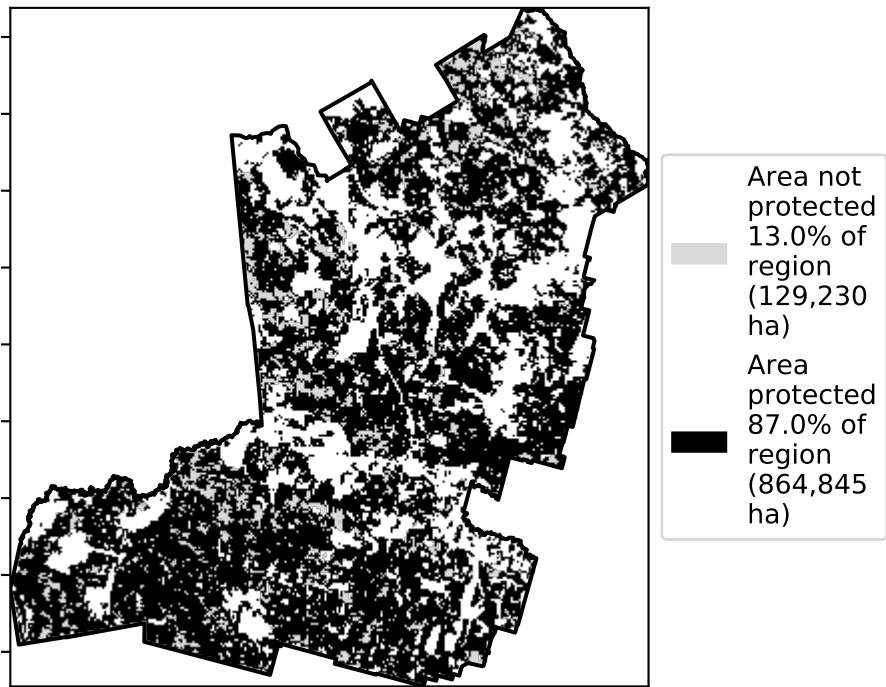 Area not
protected
13.0% of
region
(129,230
ha)
Area
protected
87.0% of
region
(864,845
ha)